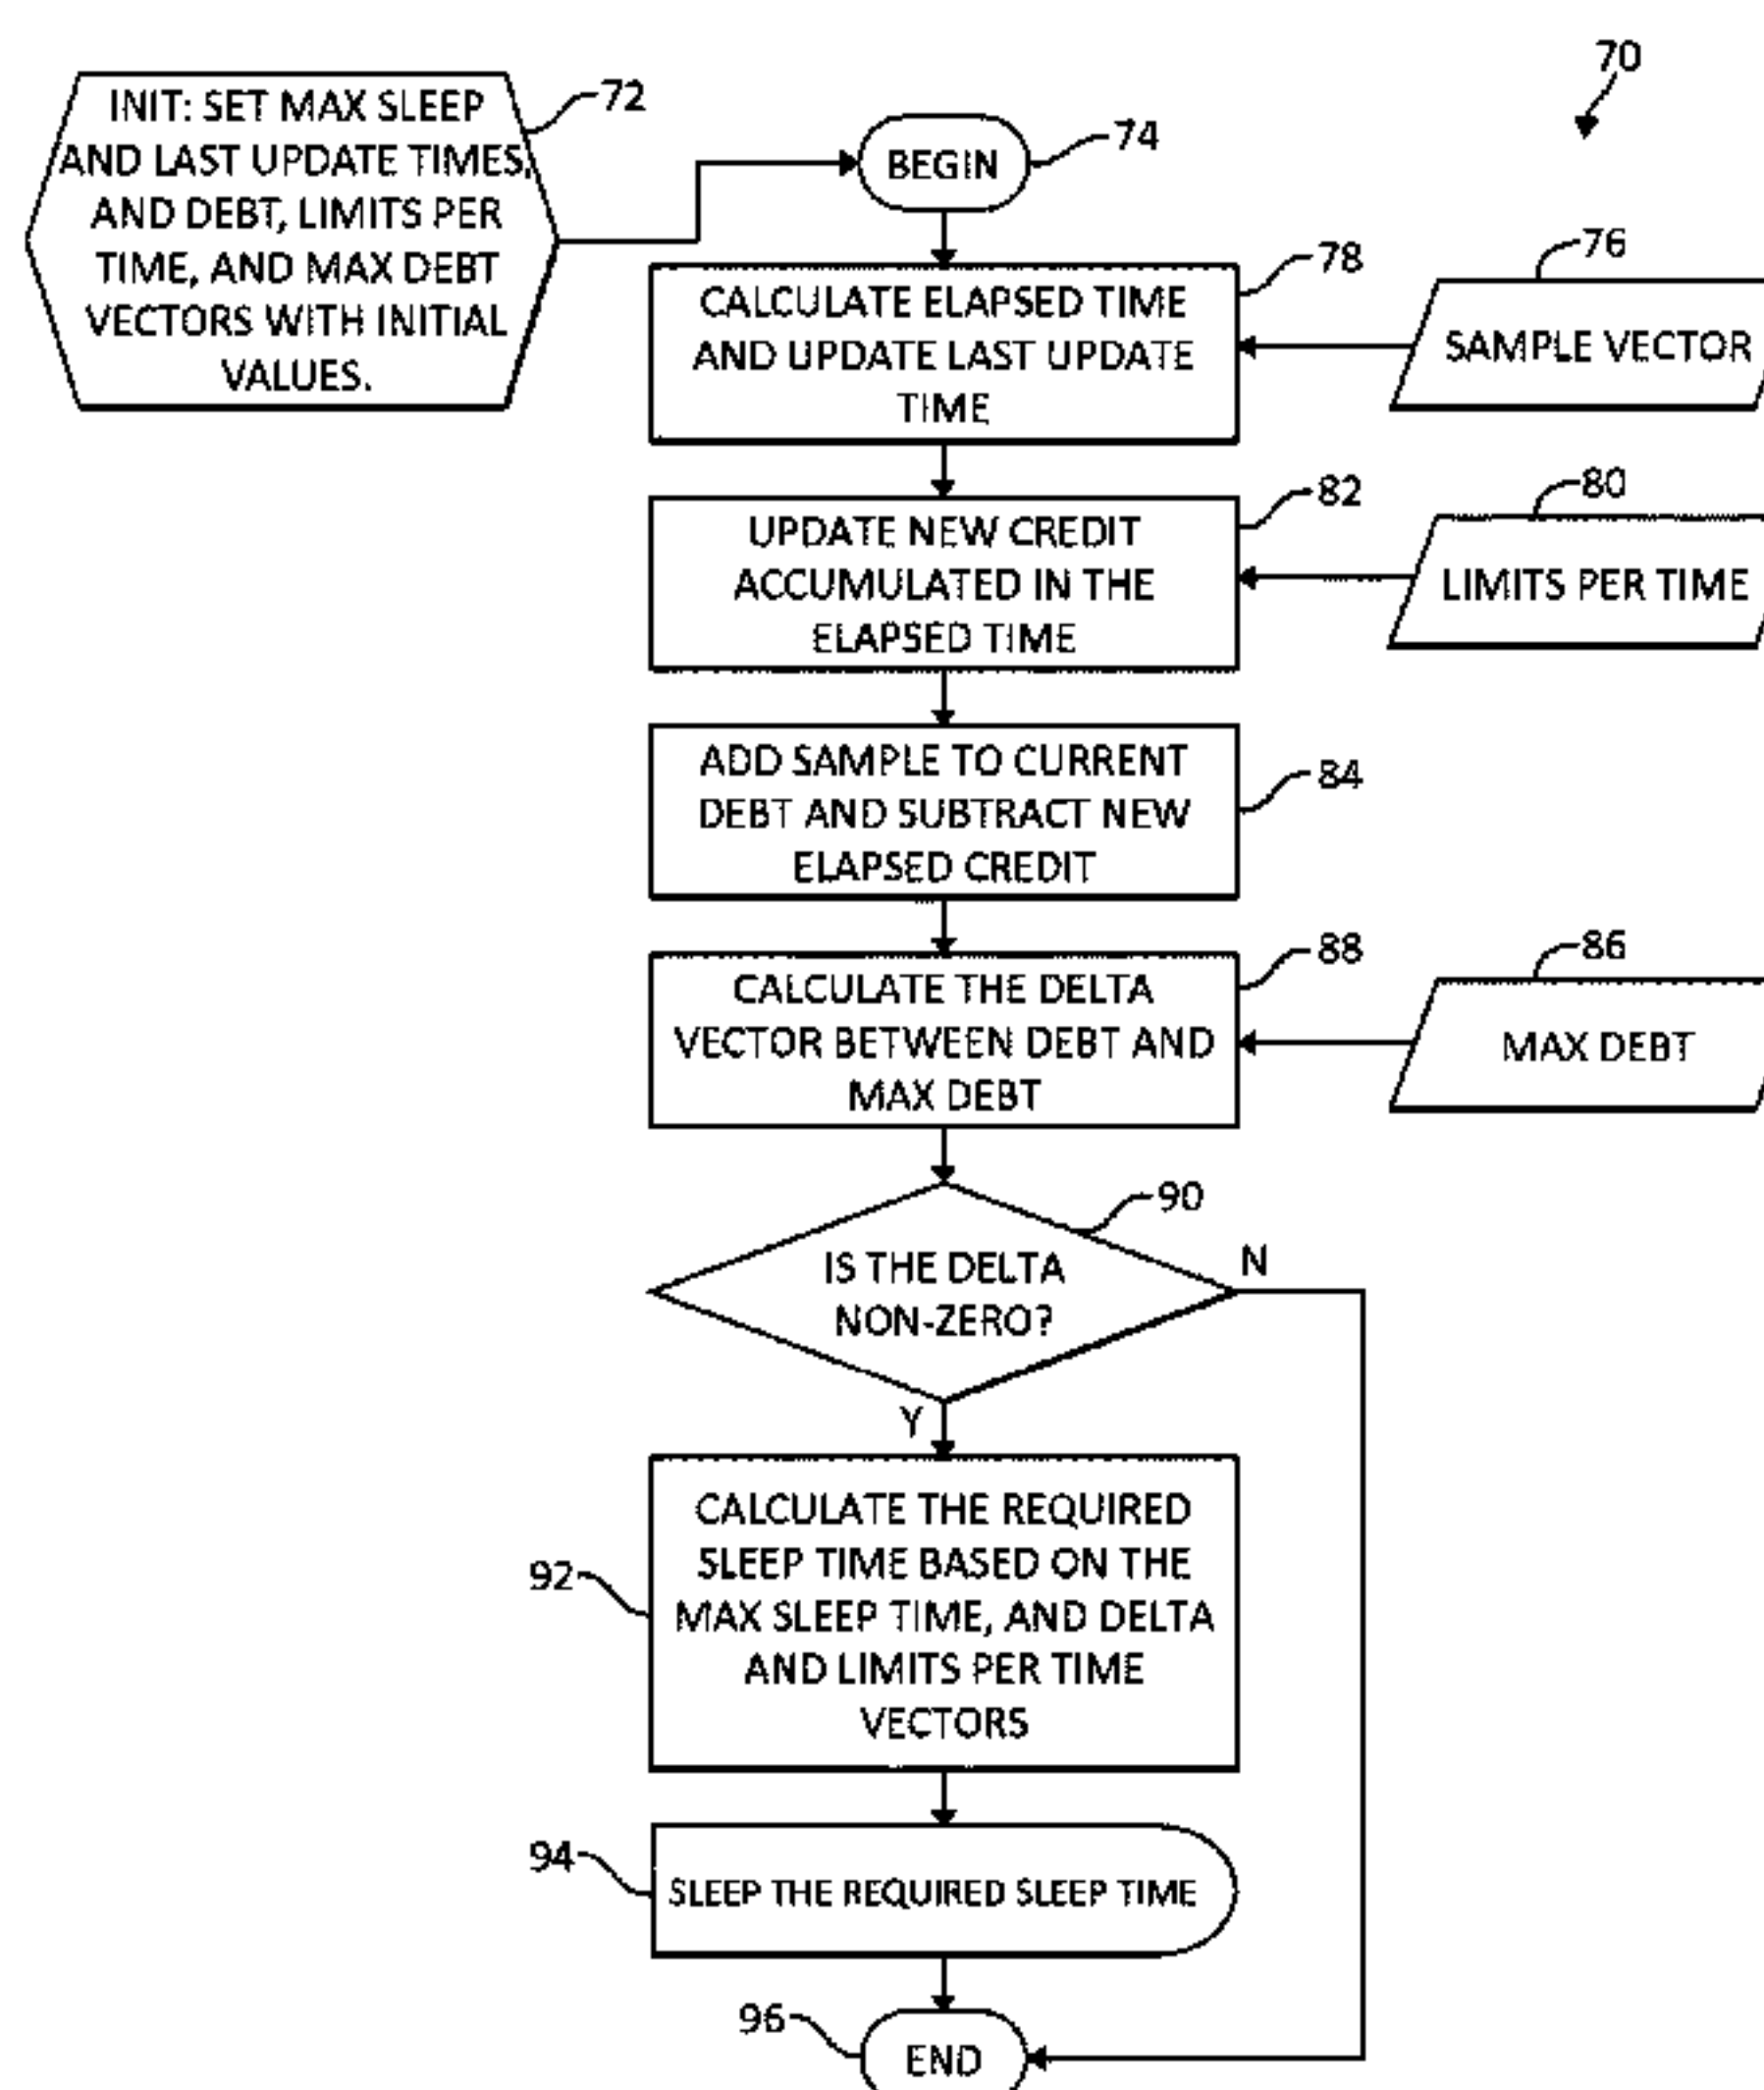 70
INIT: SET MAX SLEEP
AND LAST UPDATE TIMES,
AND DEBT, LIMITS PER
TIME, AND MAX DEBT
VECTORS WITH INITIAL
VALUES.
72
BEGIN
74
CALCULATE ELAPSED TIME
AND UPDATE LAST UPDATE
TIME
78
76
SAMPLE VECTOR
UPDATE NEW CREDIT
ACCUMULATED IN THE
ELAPSED TIME
82
80
LIMITS PER TIME
ADD SAMPLE TO CURRENT
DEBT AND SUBTRACT NEW
ELAPSED CREDIT
84
CALCULATE THE DELTA
VECTOR BETWEEN DEBT AND
MAX DEBT
88
86
MAX DEBT
90
IS THE DELTA
NON-ZERO?
N
Y
CALCULATE THE REQUIRED
SLEEP TIME BASED ON THE
MAX SLEEP TIME, AND DELTA
AND LIMITS PER TIME
VECTORS
92
94
SLEEP THE REQUIRED SLEEP TIME
96
END